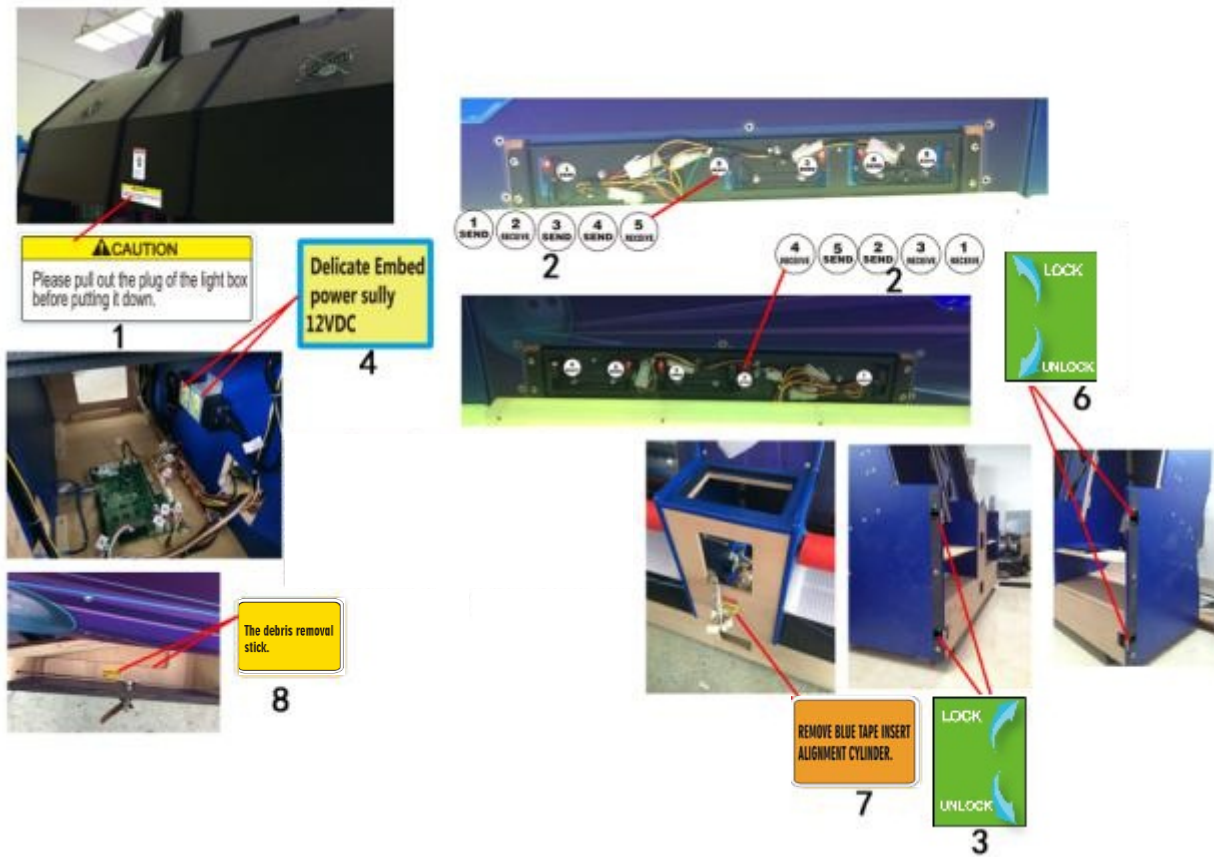 CAUTION
Please pull out the plug of the light box
before putting it down.
1
Delicate Embed
power sully
12VDC
4
1
SEND
2
RECEIVE
3
SEND
4
SEND
5
RECEIVE
2
4
RECEIVE
5
SEND
2
SEND
3
RECEIVE
1
RECEIVE
2
LOCK
UNLOCK
6
The debris removal
stick.
8
REMOVE BLUE TAPE INSERT
ALIGNMENT CYLINDER.
7
LOCK
UNLOCK
3